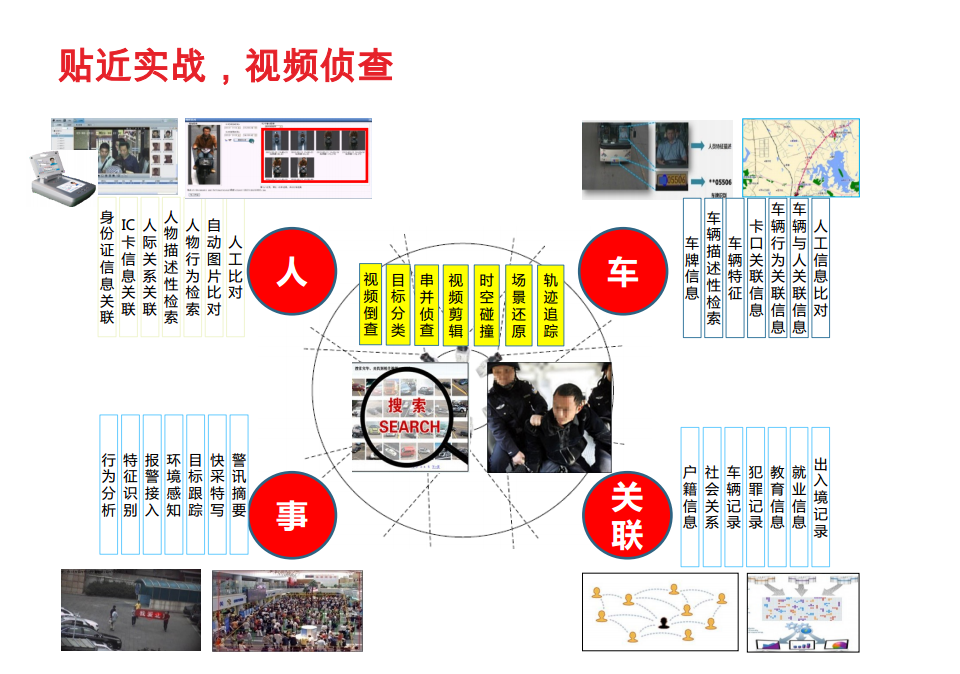 贴近实战，视频侦查
身份证信息关联
IC卡信息关联
人际关系关联
人物描述性检索
人物行为检索
自动图片比对
人工比对
人
视频倒查
目标分类
串并侦查
视频剪辑
时空碰撞
场景还原
轨迹追踪
车
**05506
车牌信息
车辆描述性检索
车辆特征
卡口关联信息
车辆行为关联信息
车辆与人关联信息
人工信息比对
搜索
SEARCH
行为分析
特征识别
报警接入
环境感知
目标跟踪
快采特写
警讯摘要
事
关联
户籍信息
社会关系
车辆记录
犯罪记录
教育信息
就业信息
出入境记录